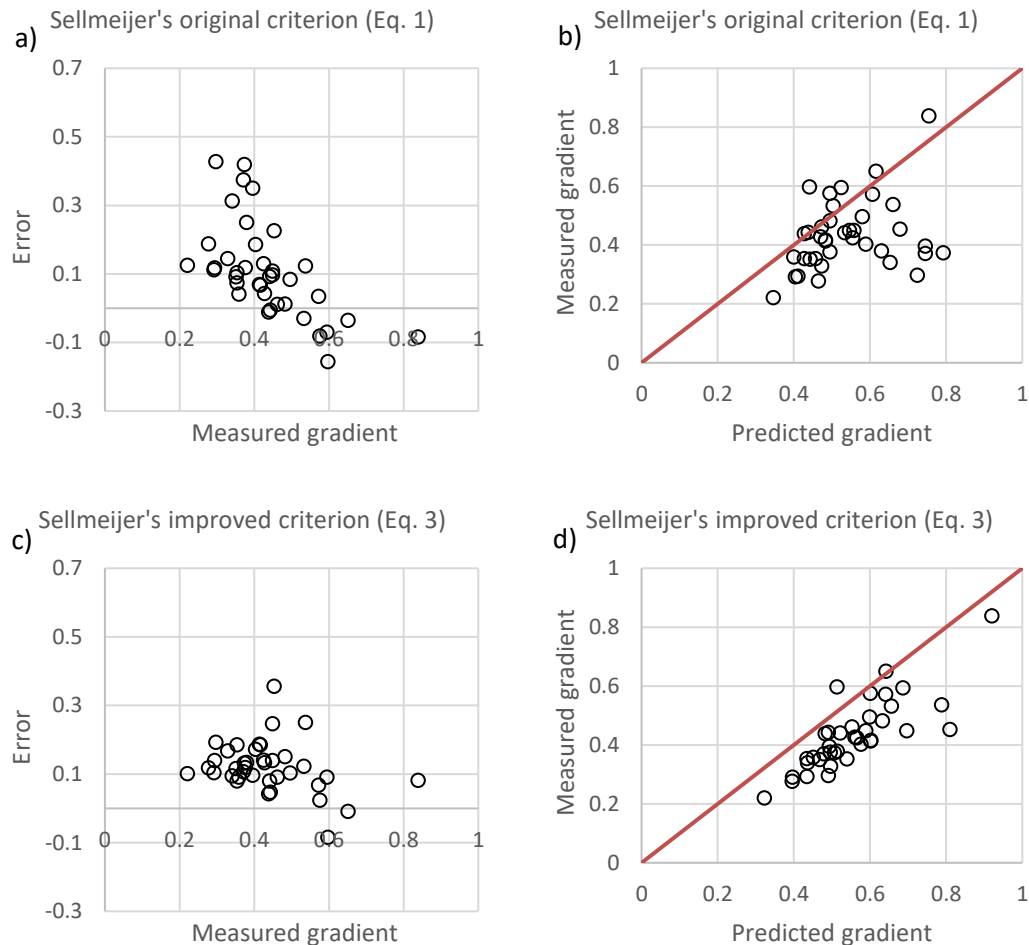 Sellmeijer's original criterion (Eq. 1)
a)
0.7
0.5
0.3
0.1
-0.1
-0.3
Error
0 0.2 0.4 0.6 0.8 1
Measured gradient
Sellmeijer's original criterion (Eq. 1)
b)
1
0.8
0.6
0.4
0.2
0
Measured gradient
0 0.2 0.4 0.6 0.8 1
Predicted gradient
Sellmeijer's improved criterion (Eq. 3)
c)
0.7
0.5
0.3
0.1
-0.1
-0.3
Error
0 0.2 0.4 0.6 0.8 1
Measured gradient
Sellmeijer's improved criterion (Eq. 3)
d)
1
0.8
0.6
0.4
0.2
0
Measured gradient
0 0.2 0.4 0.6 0.8 1
Predicted gradient